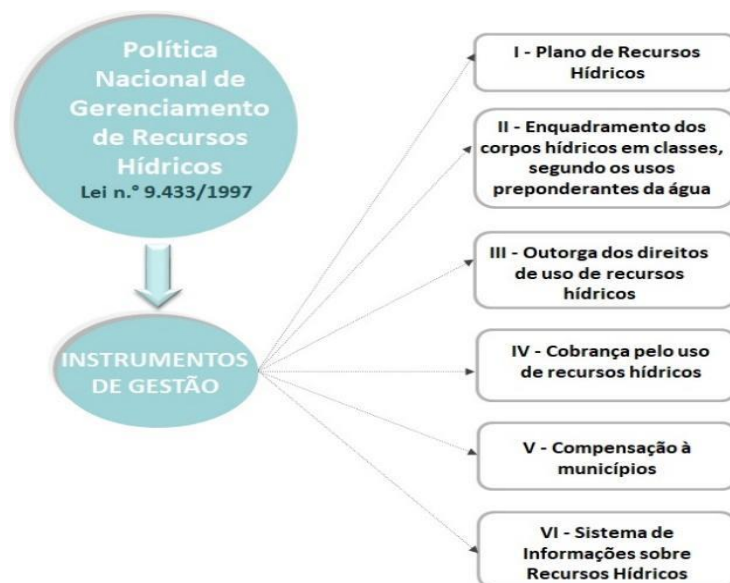 Política
Nacional de
Gerenciamento
de Recursos
Hídricos
Lei n.° 9.433/1997
INSTRUMENTOS
DE GESTÃO
I - Plano de Recursos
Hídricos
II - Enquadramento dos
corpos hídricos em classes,
segundo os usos
preponderantes da água
III - Outorga dos direitos
de uso de recursos
hídricos
IV - Cobrança pelo uso
de recursos hídricos
V - Compensação à
municípios
VI - Sistema de
Informações sobre
Recursos Hídricos